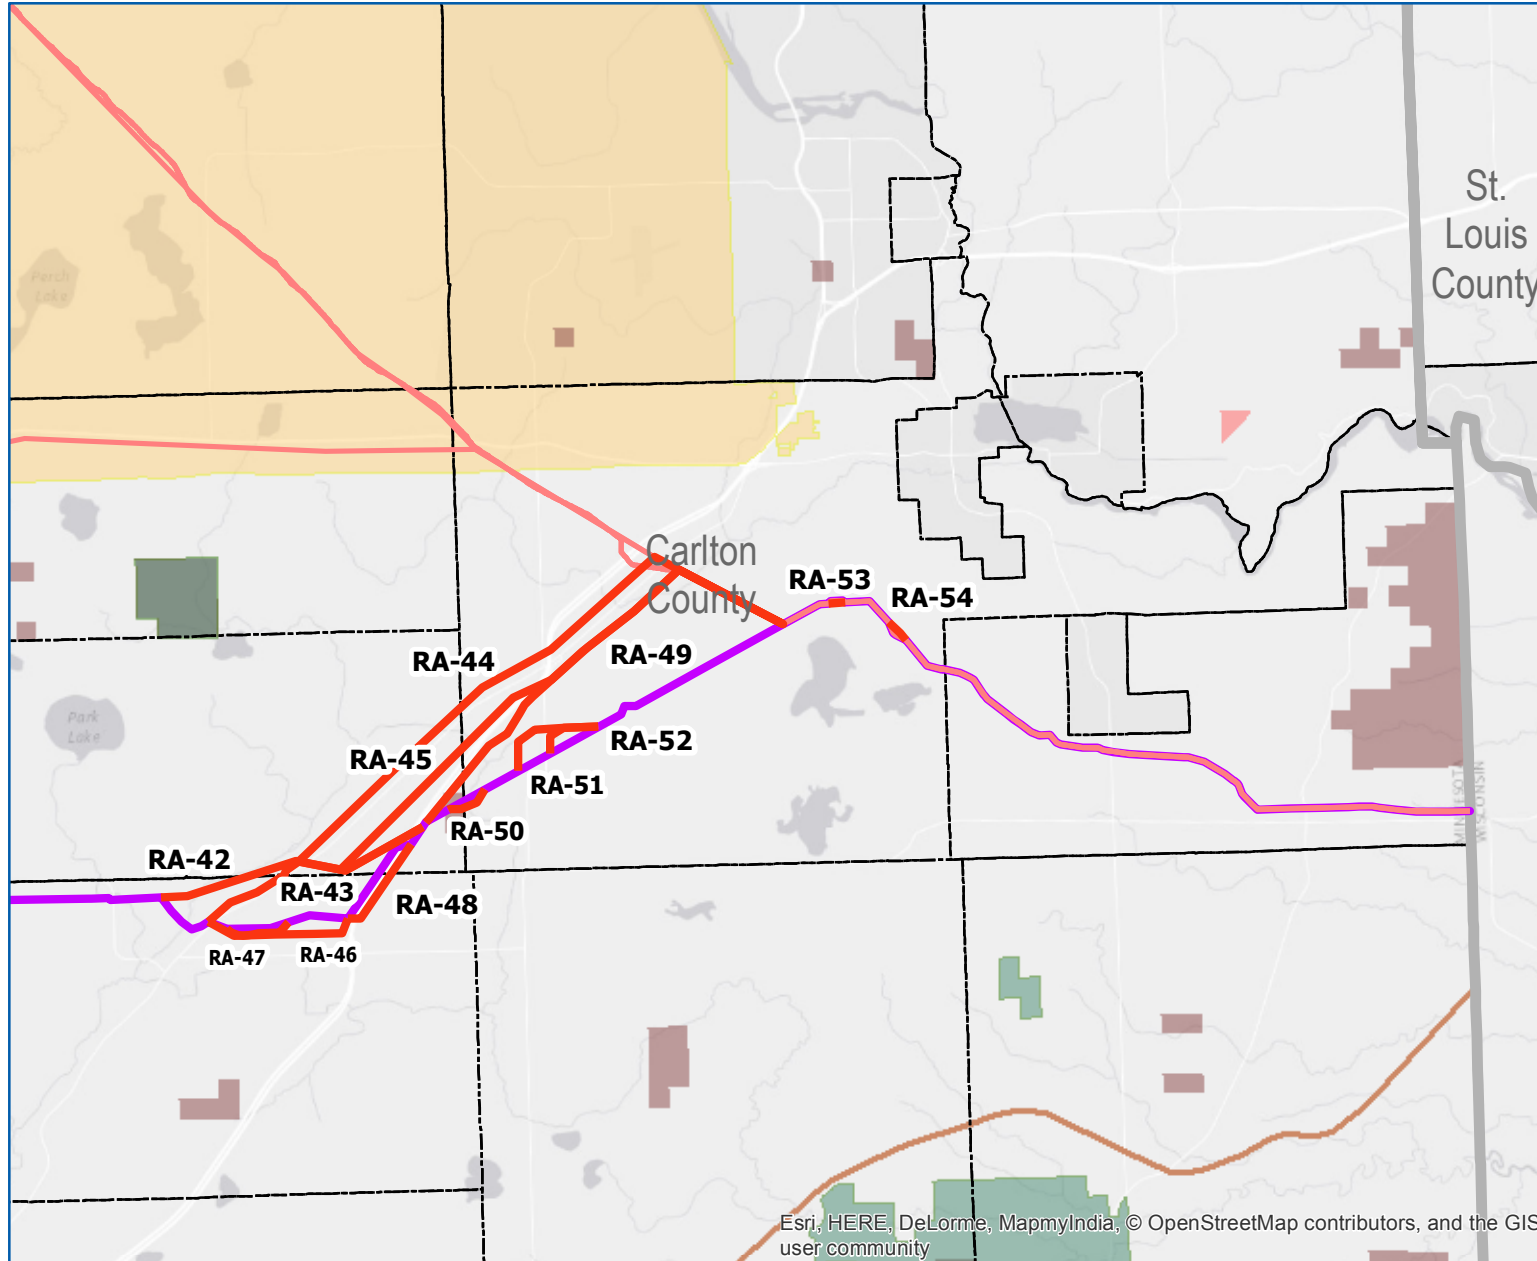 St.
Louis
County
Perch
Lake
Carlton
County
RA-53
RA-54
RA-44
RA-49
Park
Lake
RA-52
RA-45
RA-51
RA-50
RA-42
RA-43
RA-48
RA-47
RA-46
MINNESOTA
WISCONSIN
Esri, HERE, DeLorme, MapmyIndia, © OpenStreetMap contributors, and the GIS
user community